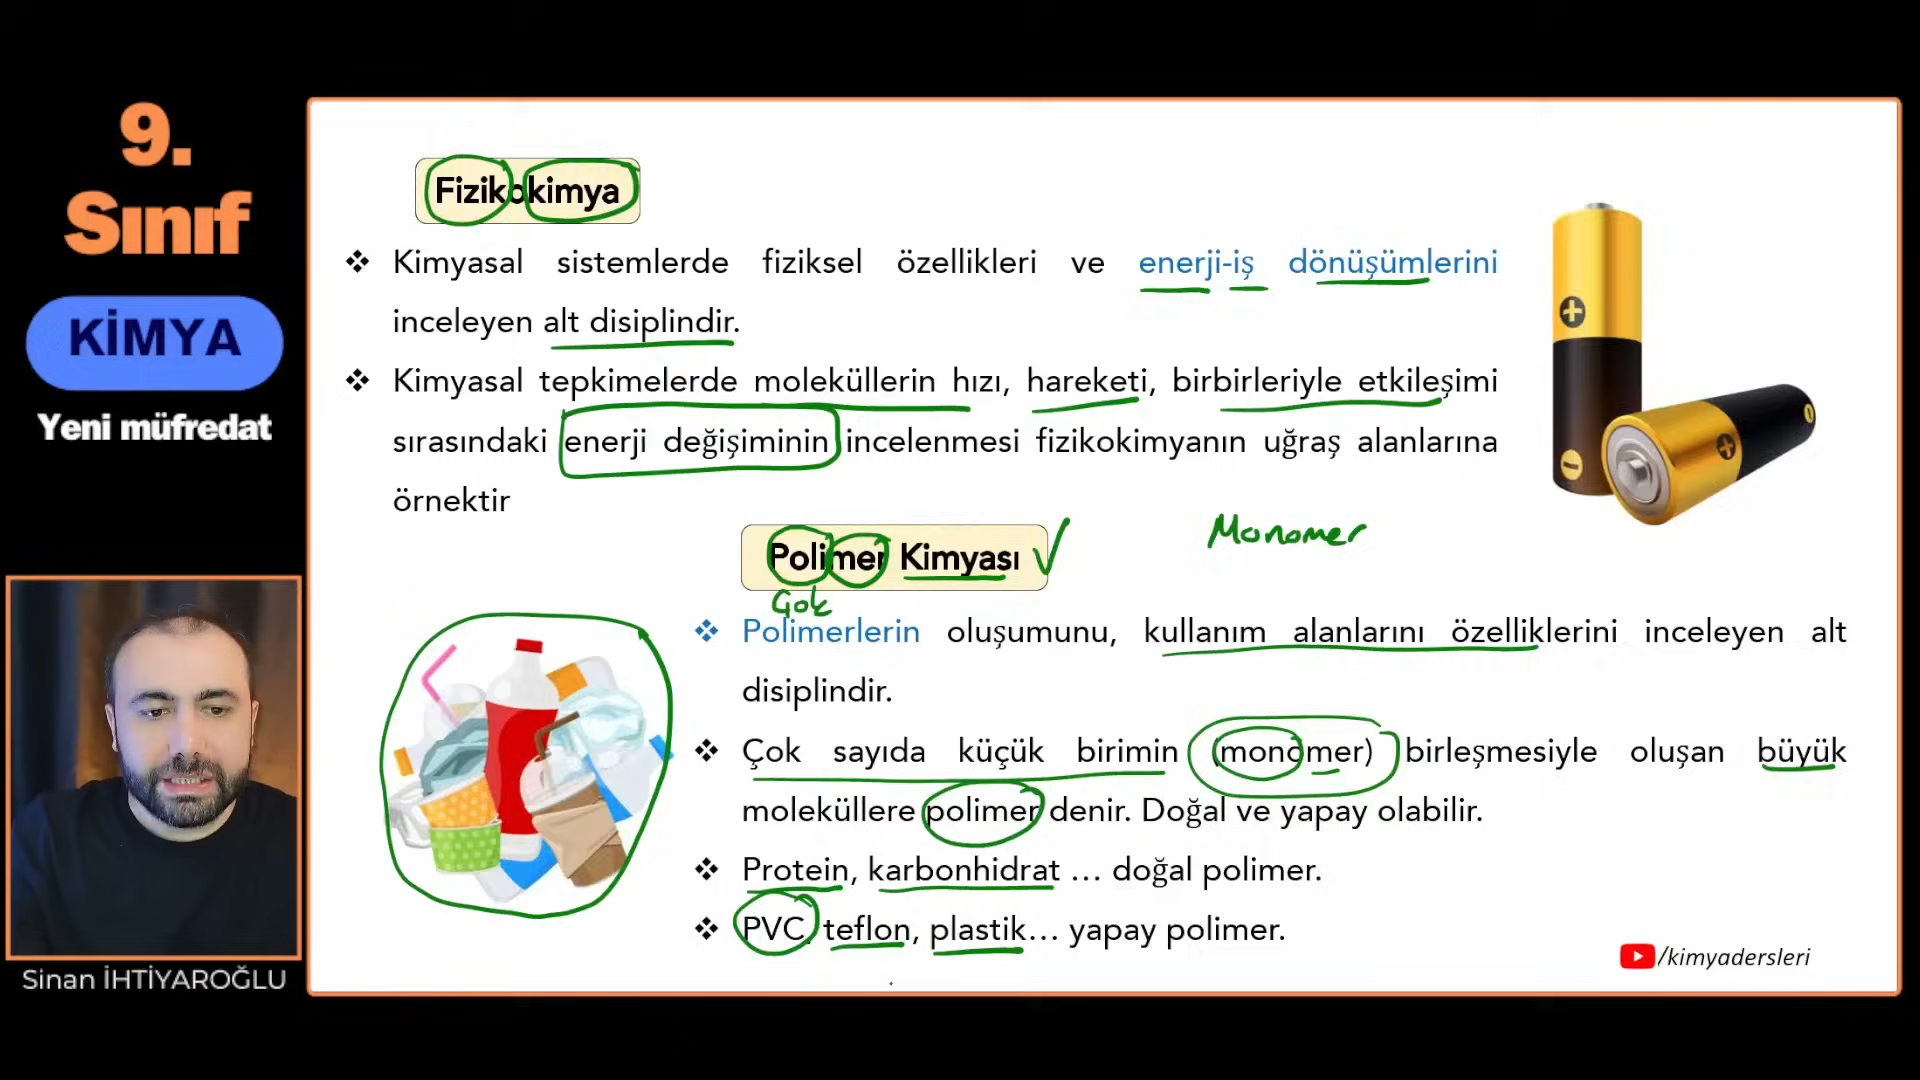 9.
Sınıf
KİMYA
Yeni müfredat
Sinan İHTİYAROĞLU
Fizikokimya
Kimyasal sistemlerde fiziksel özellikleri ve enerji-iş dönüşümlerini
inceleyen alt disiplindir.
Kimyasal tepkimelerde moleküllerin hızı, hareketi, birbirleriyle etkileşimi
sırasındaki enerji değişiminin incelenmesi fizikokimyanın uğraş alanlarına
örnektir
Monomer
Polimer Kimyası
Çok
Polimerlerin oluşumunu, kullanım alanlarını özelliklerini inceleyen alt
disiplindir.
Çok sayıda küçük birimin (monomer) birleşmesiyle oluşan büyük
moleküllere polimer denir. Doğal ve yapay olabilir.
Protein, karbonhidrat ... doğal polimer.
PVC, teflon, plastik... yapay polimer.
/kimyadersleri